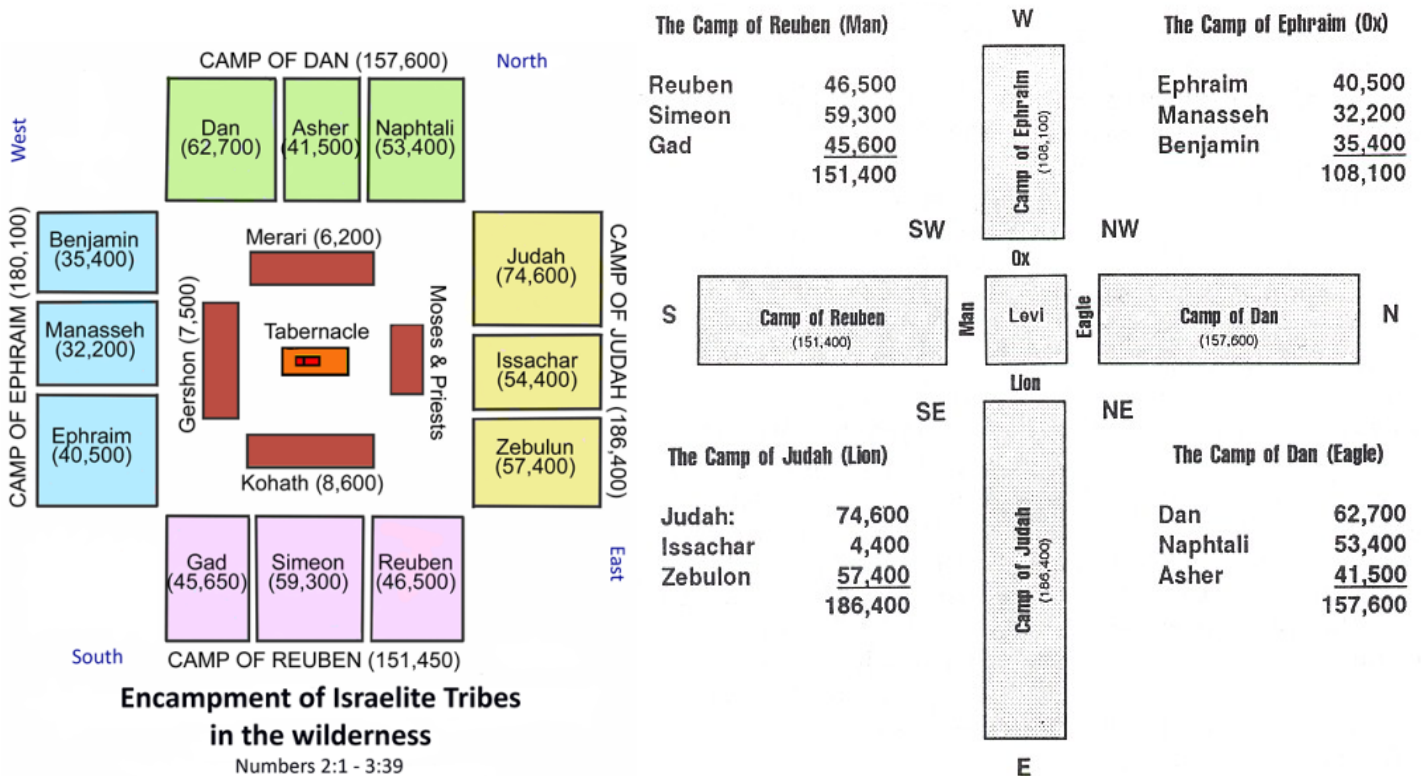 CAMP OF DAN (157,600)
North
West
Dan
(62,700)
Asher
(41,500)
Naphtali
(53,400)
CAMP OF EPHRAIM (180,100)
Benjamin
(35,400)
Manasseh
(32,200)
Ephraim
(40,500)
Merari (6,200)
Gershon (7,500)
Tabernacle
Moses & Priests
Kohath (8,600)
Judah
(74,600)
Issachar
(54,400)
Zebulun
(57,400)
CAMP OF JUDAH (186,400)
East
Gad
(45,650)
Simeon
(59,300)
Reuben
(46,500)
South
CAMP OF REUBEN (151,450)
Encampment of Israelite Tribes
in the wilderness
Numbers 2:1 - 3:39
The Camp of Reuben (Man)
Reuben 46,500
Simeon 59,300
Gad 45,600
151,400
W
Camp of Ephraim
(108,100)
The Camp of Ephraim (Ox)
Ephraim 40,500
Manasseh 32,200
Benjamin 35,400
108,100
SW
NW
Ox
S
Camp of Reuben
(151,400)
Man
Levi
Eagle
Camp of Dan
(157,600)
N
Lion
SE
NE
The Camp of Judah (Lion)
Judah: 74,600
Issachar 4,400
Zebulon 57,400
186,400
Camp of Judah
(186,400)
The Camp of Dan (Eagle)
Dan 62,700
Naphtali 53,400
Asher 41,500
157,600
E